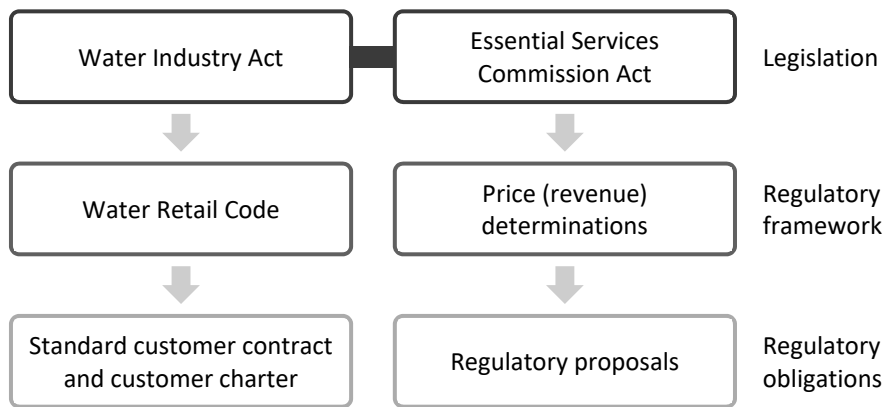 Water Industry Act
Essential Services
Commission Act
Legislation
Water Retail Code
Price (revenue)
determinations
Regulatory
framework
Standard customer contract
and customer charter
Regulatory proposals
Regulatory
obligations